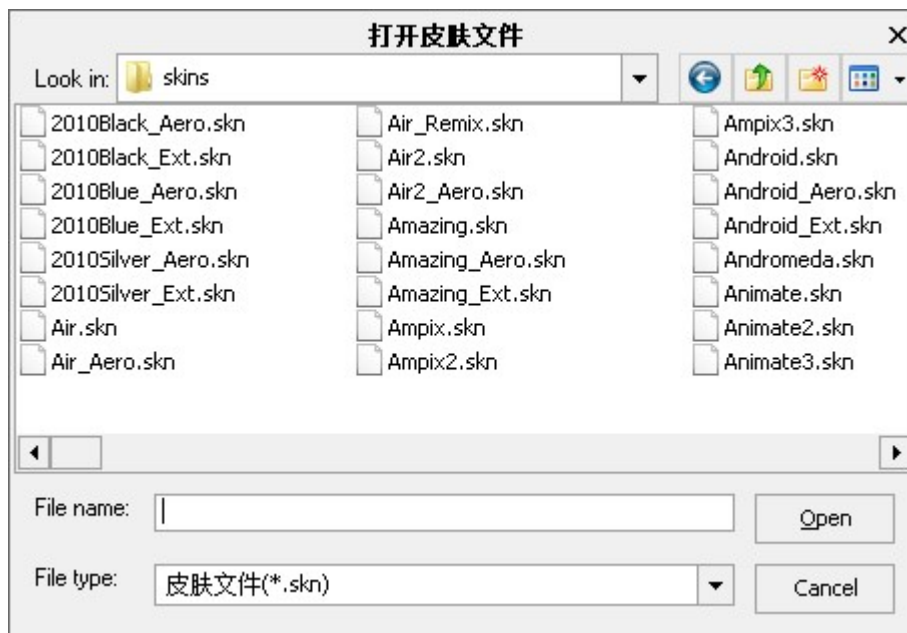 打开皮肤文件
Look in: skins
2010Black_Aero.skn
2010Black_Ext.skn
2010Blue_Aero.skn
2010Blue_Ext.skn
2010Silver_Aero.skn
2010Silver_Ext.skn
Air.skn
Air_Aero.skn
Air_Remix.skn
Air2.skn
Air2_Aero.skn
Amazing.skn
Amazing_Aero.skn
Amazing_Ext.skn
Ampix.skn
Ampix2.skn
Ampix3.skn
Android.skn
Android_Aero.skn
Android_Ext.skn
Andromeda.skn
Animate.skn
Animate2.skn
Animate3.skn
File name:
Open
File type: 皮肤文件(*.skn)
Cancel